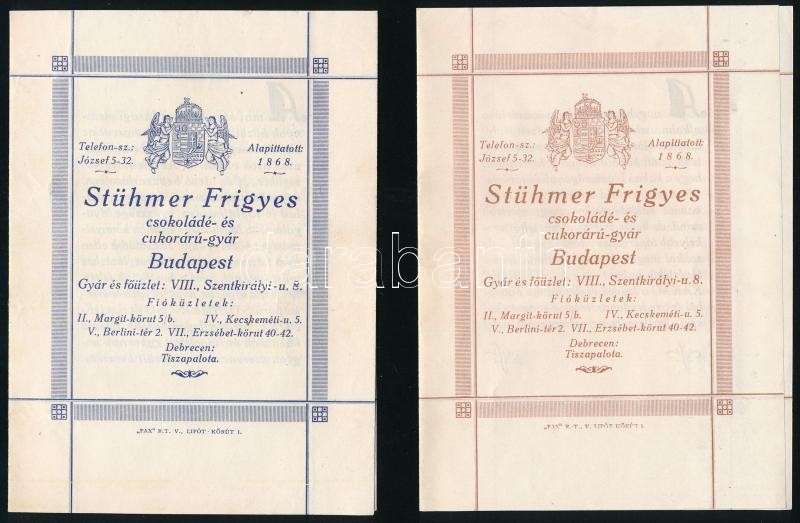 Telefon-sz.:
József 5-32.
Alapíttatott:
1868.
Stühmer Frigyes
csokoládé- és
cukorárú-gyár
Budapest
Gyár és főüzlet: VIII., Szentkirályi-u. 8.
Fióküzletek:
II., Margit-körut 5/b. IV., Kecskeméti-u. 5.
V., Berlini-tér 2. VII., Erzsébet-körut 40-42.
Debrecen:
Tiszapalota.
„PAX" R.T. V., LIPÓT-KÖRÚT 1.
Telefon-sz.:
József 5-32.
Alapíttatott:
1868.
Stühmer Frigyes
csokoládé- és
cukorárú-gyár
Budapest
Gyár és főüzlet: VIII., Szentkirályi-u. 8.
Fióküzletek:
II., Margit-körut 5/b. IV., Kecskeméti-u. 5.
V., Berlini-tér 2. VII., Erzsébet-körut 40-42.
Debrecen:
Tiszapalota.
„PAX" R.-T., V. LIPÓT KÖRÚT 1.
darabanth